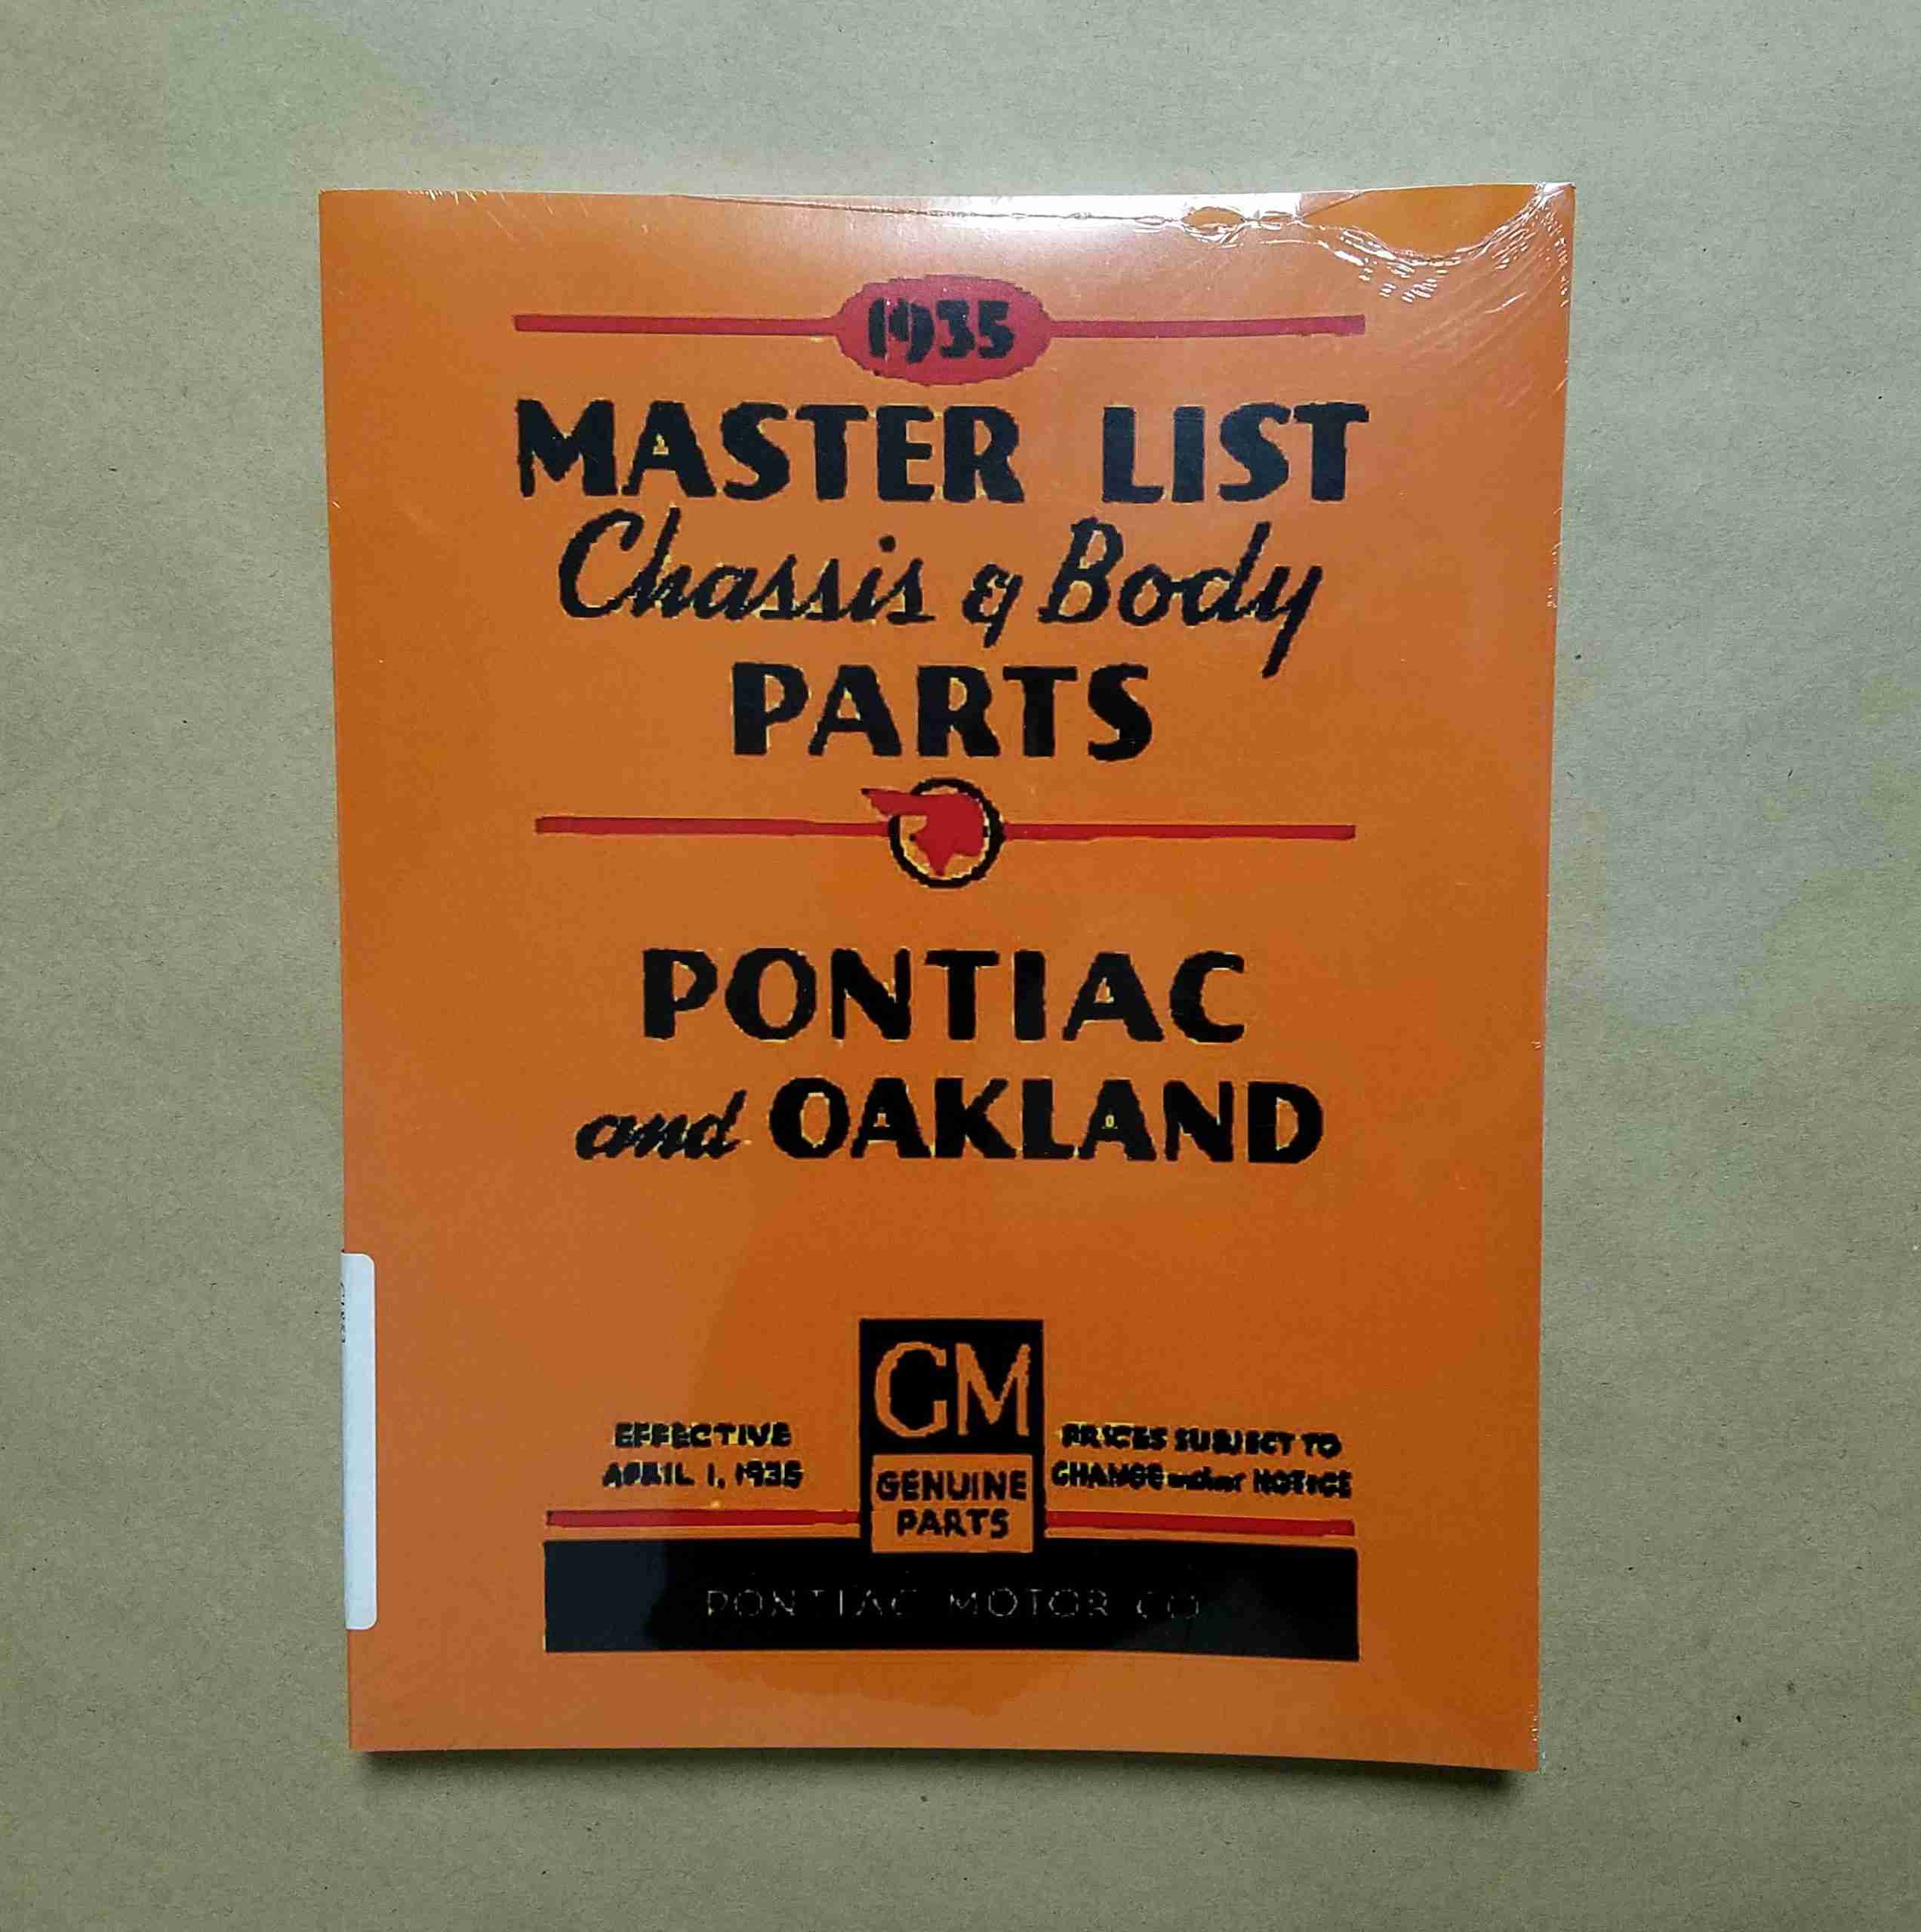 1935
MASTER LIST
Chassis & Body
PARTS
PONTIAC
and OAKLAND
GM
GENUINE
PARTS
EFFECTIVE
APRIL 1, 1935
PRICES SUBJECT TO
CHANGE without NOTICE
PONTIAC MOTOR CO